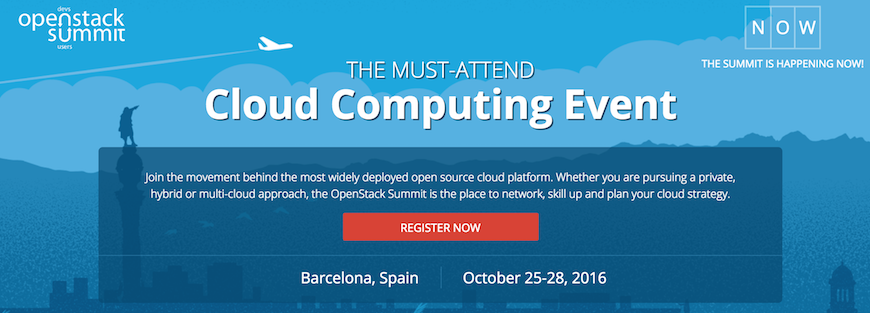 devs
openstack
summit
users
N O W
THE SUMMIT IS HAPPENING NOW!
THE MUST-ATTEND
Cloud Computing Event
Join the movement behind the most widely deployed open source cloud platform. Whether you are pursuing a private,
hybrid or multi-cloud approach, the OpenStack Summit is the place to network, skill up and plan your cloud strategy.
REGISTER NOW
Barcelona, Spain
October 25-28, 2016